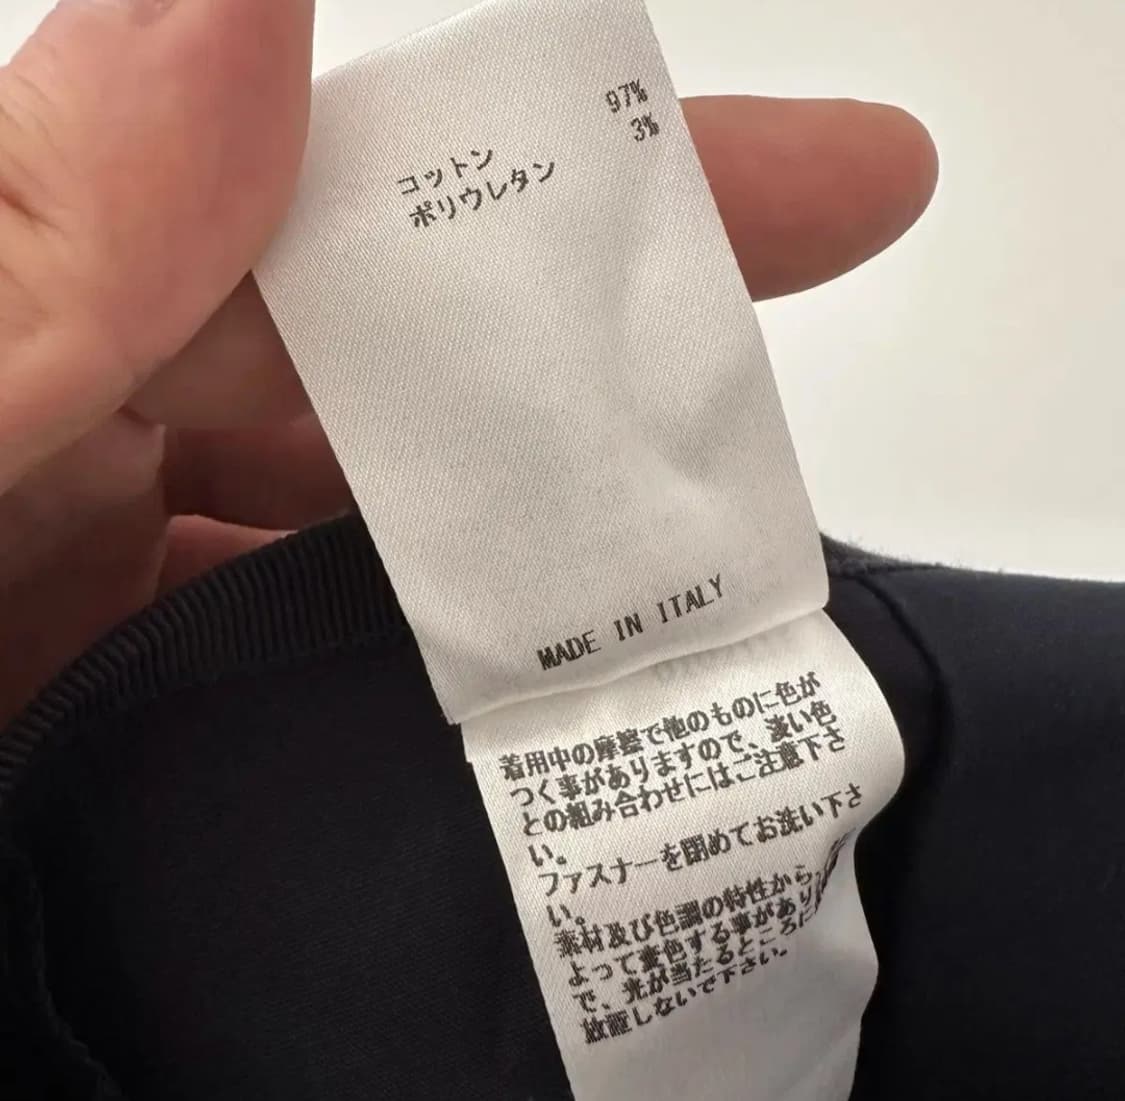 コットン 97%
ポリウレタン 3%
MADE IN ITALY
着用中の摩擦で他のものに色が
つく事がありますので、淡い色
との組み合わせにはご注意下さ
い。
ファスナーを閉めてお洗い下さ
い。
素材及び色調の特性から、
よって変色する事があり
で、光が当たるところに
放置しないで下さい。